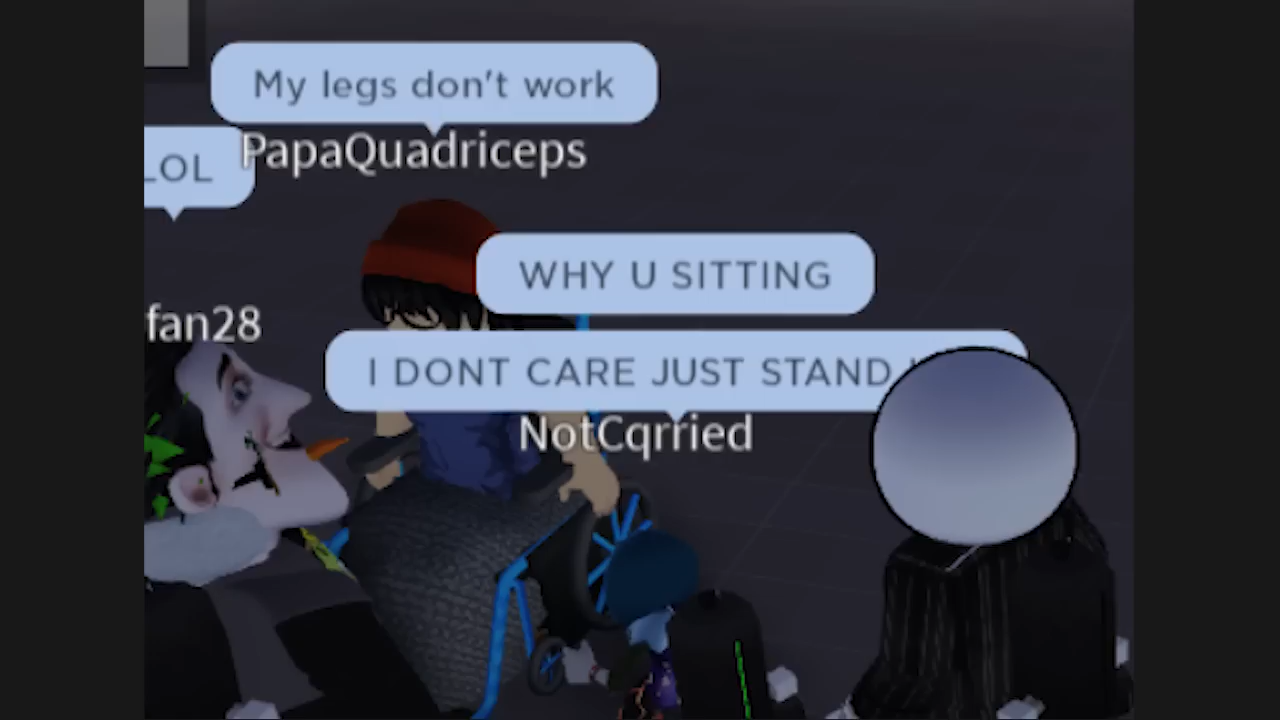 My legs don't work
PapaQuadriceps
LOL
WHY U SITTING
fan28
I DONT CARE JUST STAND
NotCqrried